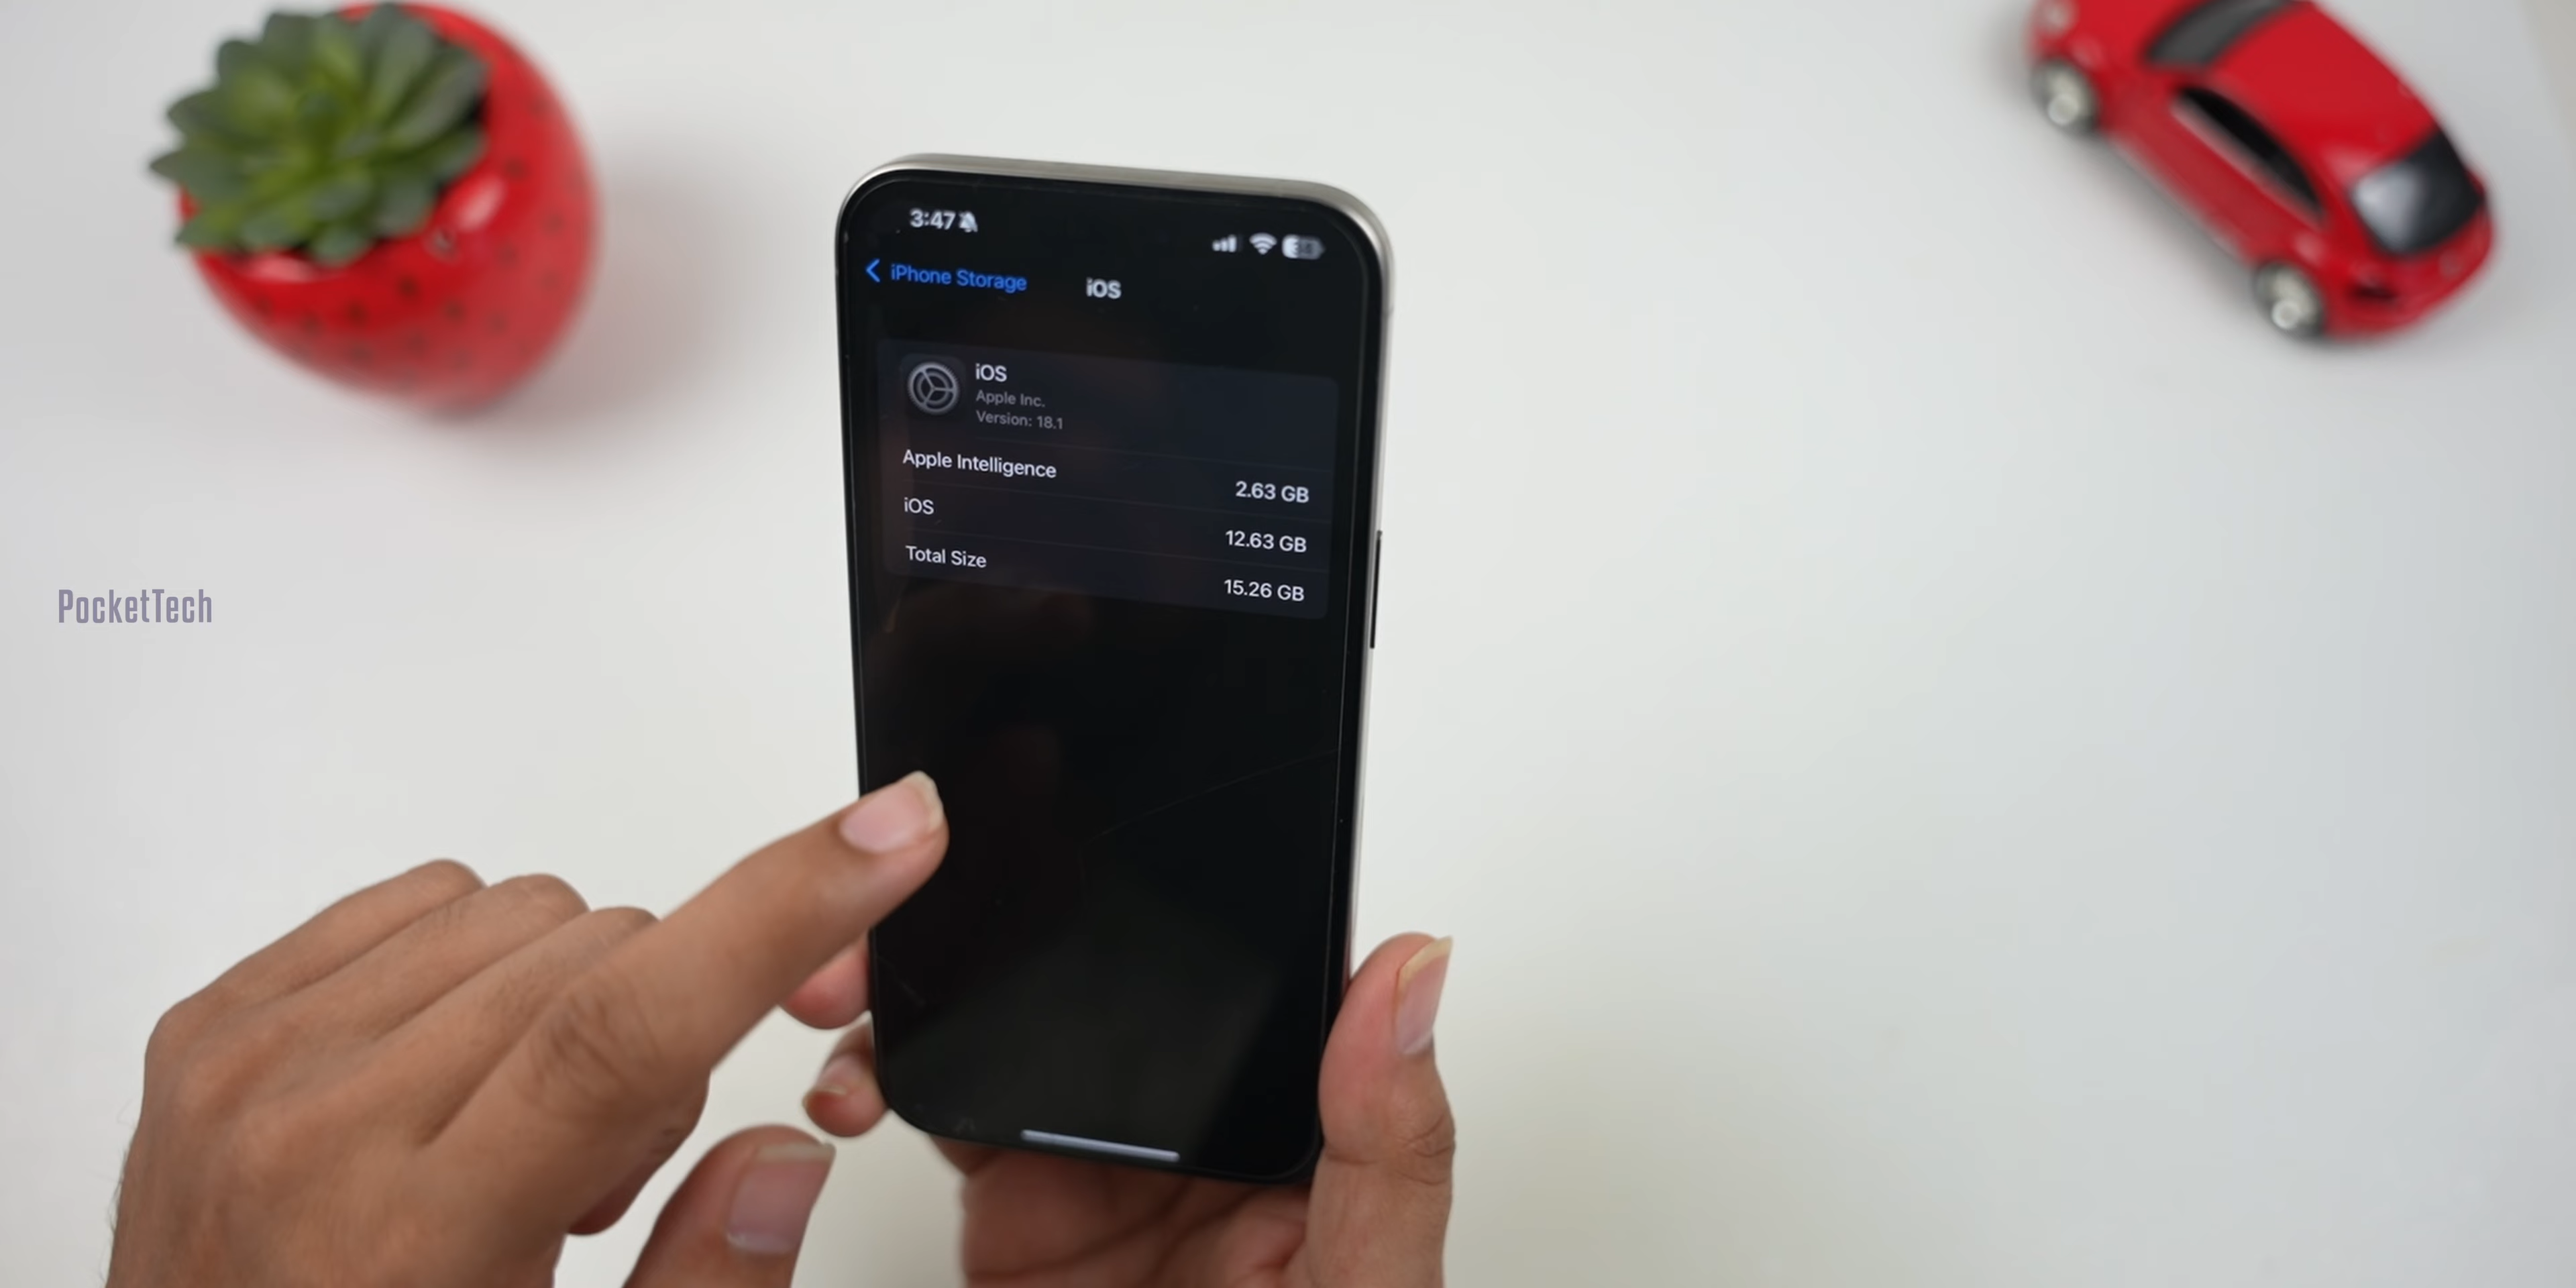 3:47
iPhone Storage
iOS
iOS
Apple Inc.
Version: 18.1
Apple Intelligence
2.63 GB
iOS
12.63 GB
Total Size
15.26 GB
PocketTech